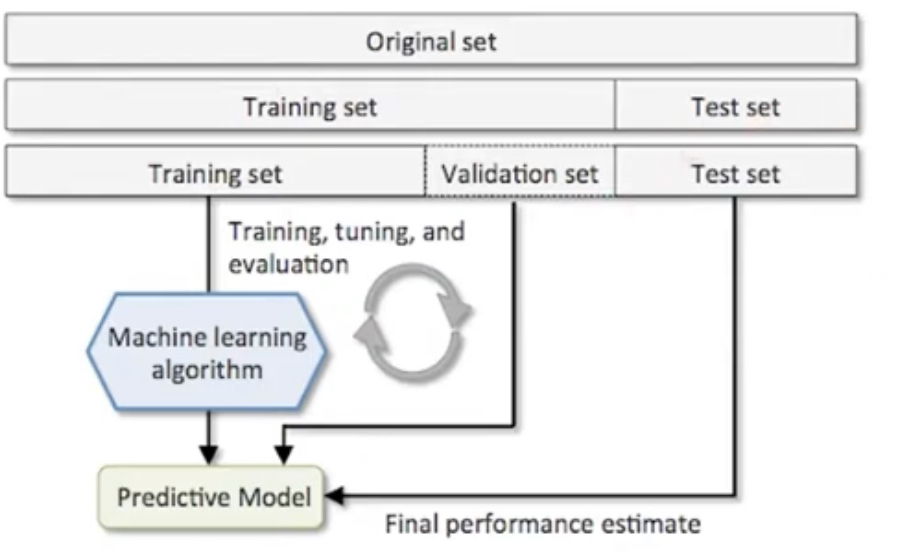 Original set
Training set
Test set
Training set
Validation set
Test set
Training, tuning, and
evaluation
Machine learning
algorithm
Predictive Model
Final performance estimate